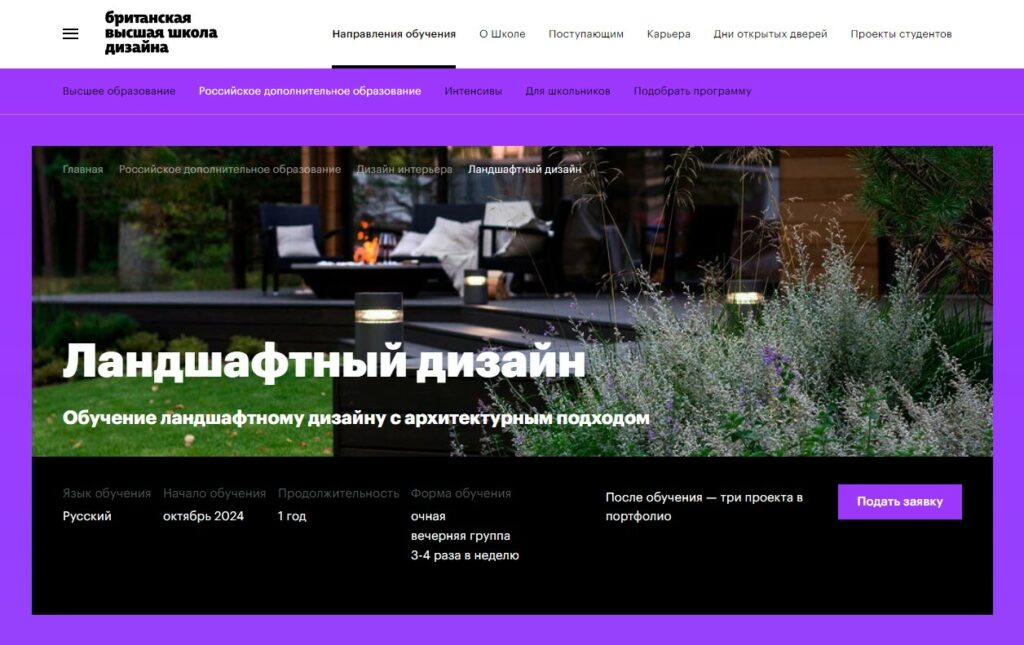 британская
высшая школа
дизайна
Направления обучения О Школе Поступающим Карьера Дни открытых дверей Проекты студентов
Высшее образование Российское дополнительное образование Интенсивы Для школьников Подобрать программу
Главная Российское дополнительное образование Дизайн интерьера Ландшафтный дизайн
Ландшафтный дизайн
Обучение ландшафтному дизайну с архитектурным подходом
Язык обучения Начало обучения Продолжительность Форма обучения
Русский октябрь 2024 1 год очная
вечерняя группа
3-4 раза в неделю
После обучения — три проекта в
портфолио
Подать заявку